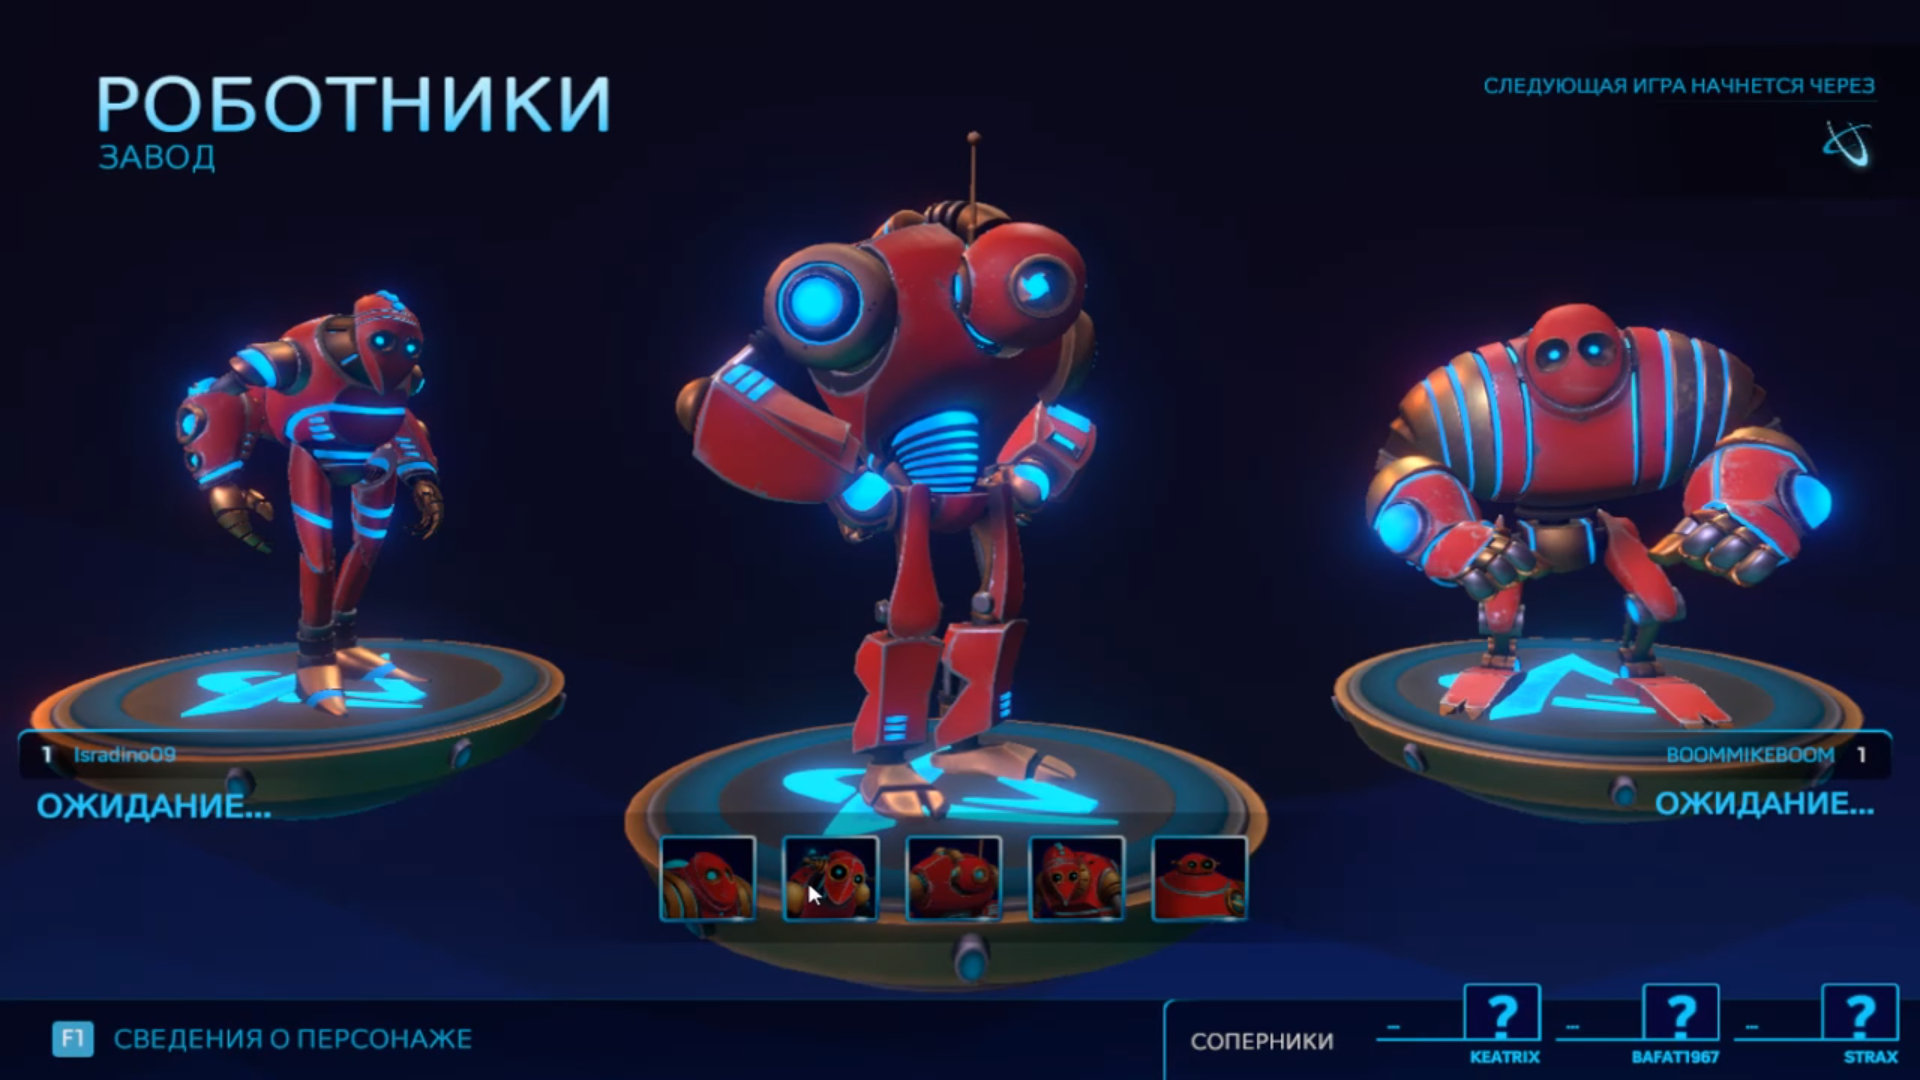 РОБОТНИКИ
ЗАВОД
СЛЕДУЮЩАЯ ИГРА НАЧНЕТСЯ ЧЕРЕЗ
1 Isradino09
ОЖИДАНИЕ...
BOOMMIKEBOOM 1
ОЖИДАНИЕ...
F1 СВЕДЕНИЯ О ПЕРСОНАЖЕ
СОПЕРНИКИ
-- ? -- ? -- ?
KEATRIX BAFAT1967 STRAX